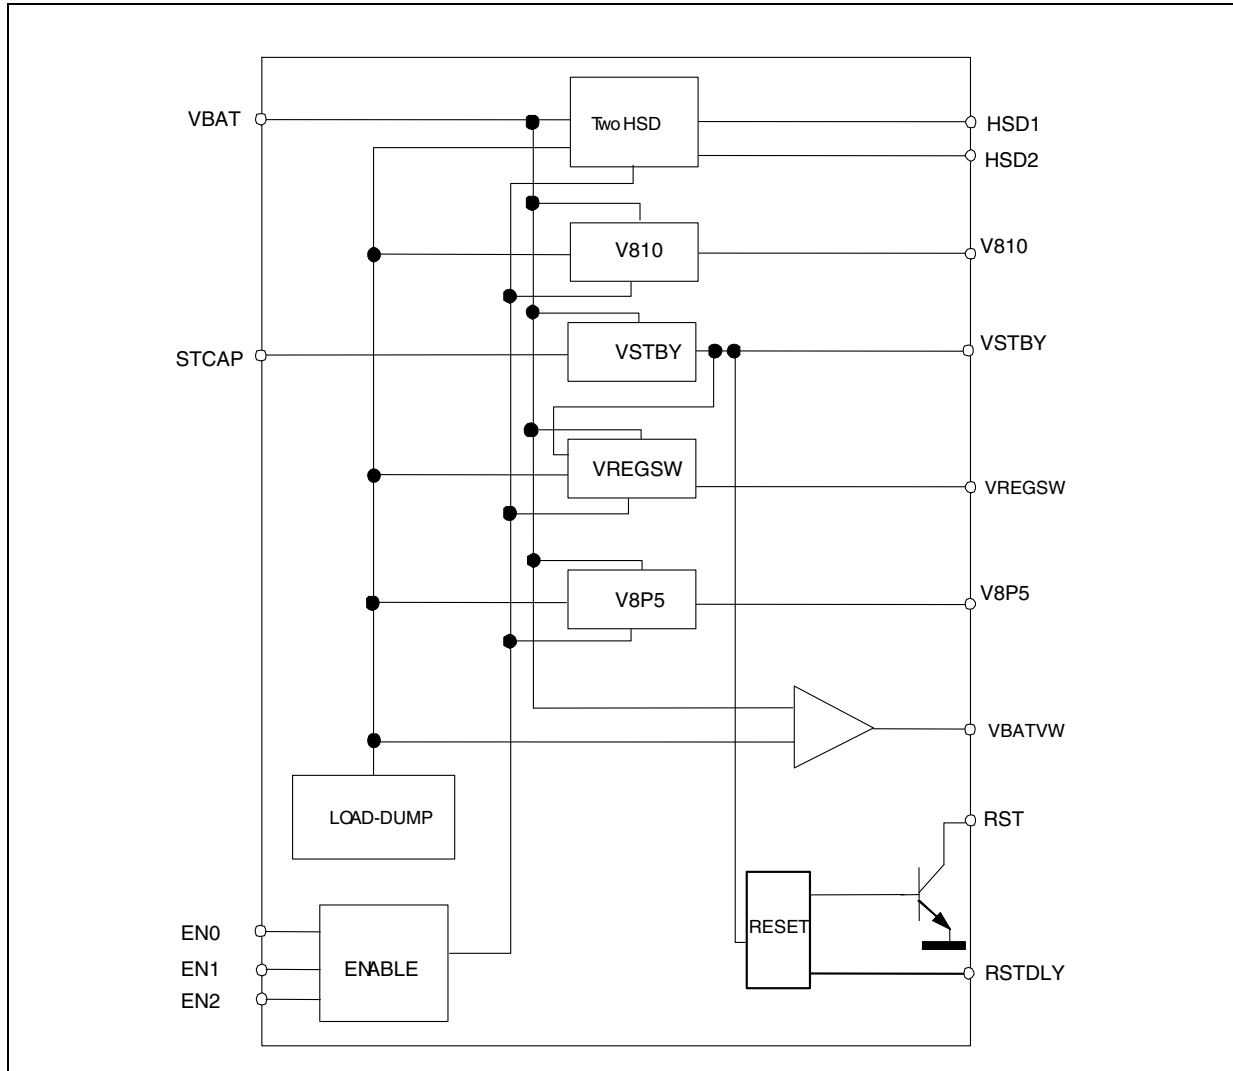 VBAT
Two HSD
HSD1
HSD2
V810
V810
STCAP
VSTBY
VSTBY
VREGSW
VREGSW
V8P5
V8P5
VBATVW
LOAD-DUMP
RST
EN0
EN1
EN2
ENABLE
RESET
RSTDLY